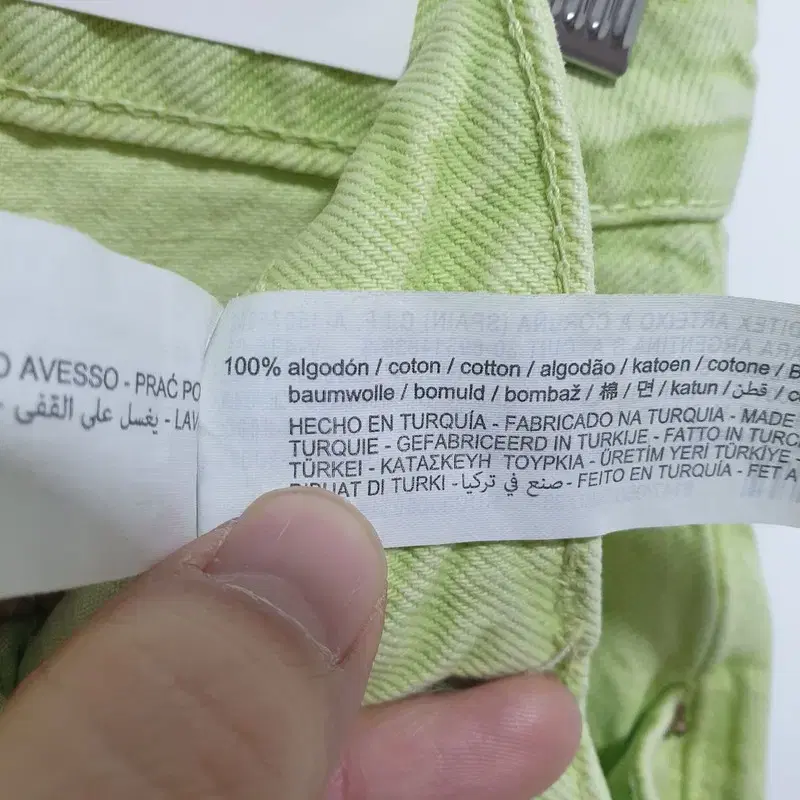 O AVESSO - PRAĆ PO
يغسل على القفى - LAV
100% algodón / coton / cotton / algodão / katoen / cotone / B
baumwolle / bomuld / bombaž / 棉 / 면 / katun / قطن /
HECHO EN TURQUÍA - FABRICADO NA TURQUIA - MADE
TURQUIE - GEFABRICEERD IN TURKIJE - FATTO IN TURC
TÜRKEI - ΚΑΤΑΣΚΕΥΗ ΤΟΥΡΚΙΑ - ÜRETİM YERİ TÜRKİYE -
DI TURKI - صنع في تركيا - FEITO EN TURQUÍA - FET A